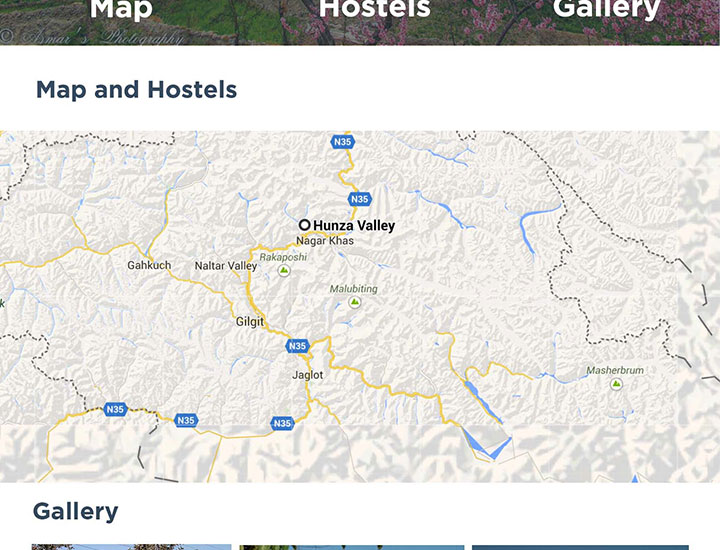 Map Hostels Gallery
© Asmar's Photography
Map and Hostels
N35
N35
Hunza Valley
Nagar Khas
Rakaposhi
Gahkuch Naltar Valley
Malubiting
Gilgit
N35
Masherbrum
Jaglot
N35
N35 N35
Gallery